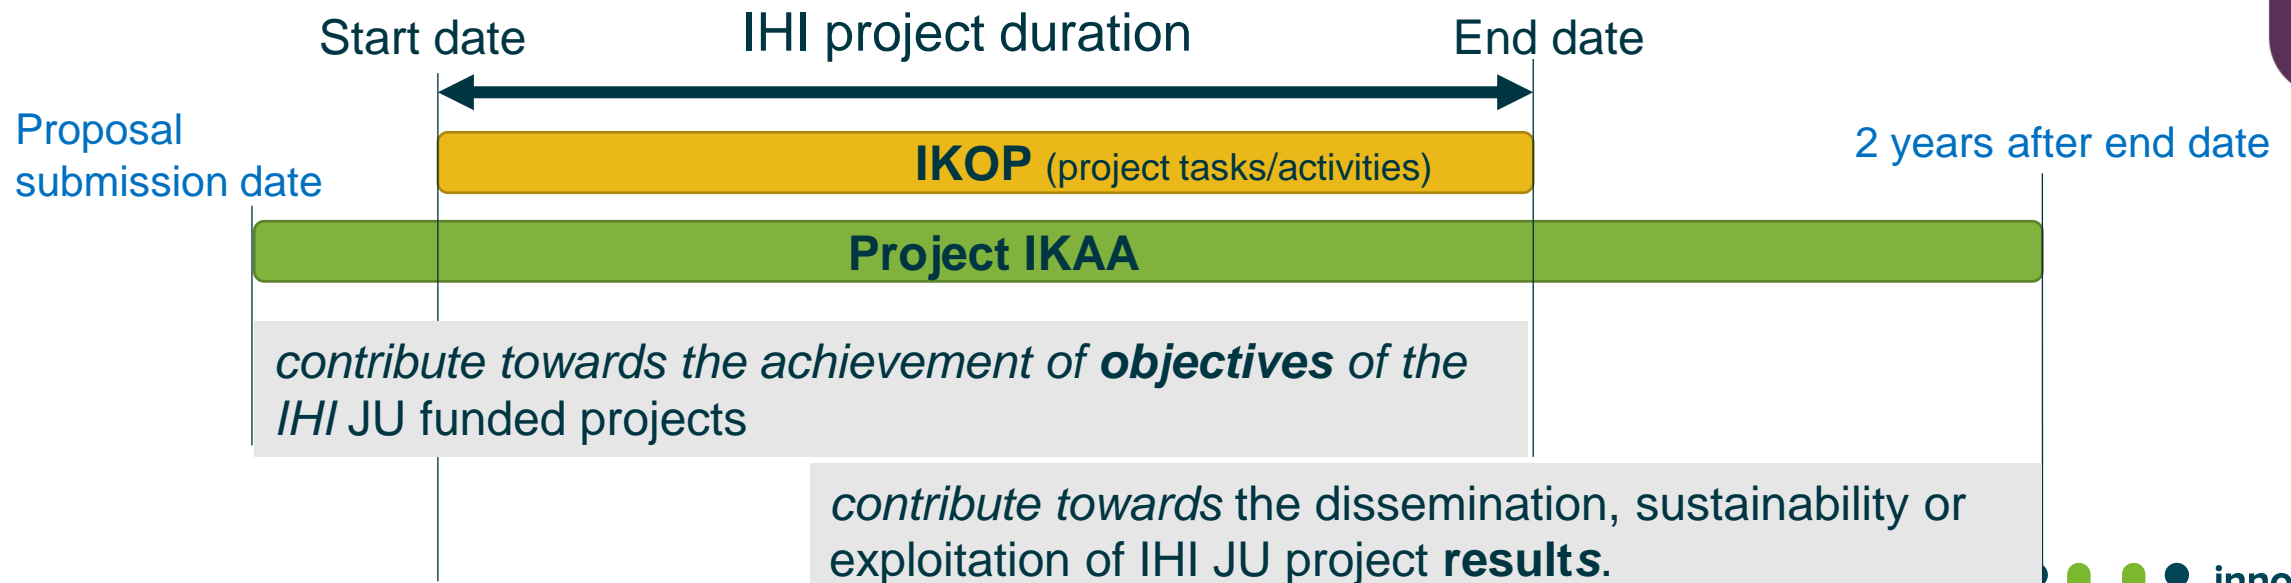 Start date
IHI project duration
End date
Proposal
submission date
2 years after end date
IKOP (project tasks/activities)
Project IKAA
contribute towards the achievement of objectives of the
IHI JU funded projects
contribute towards the dissemination, sustainability or
exploitation of IHI JU project results.